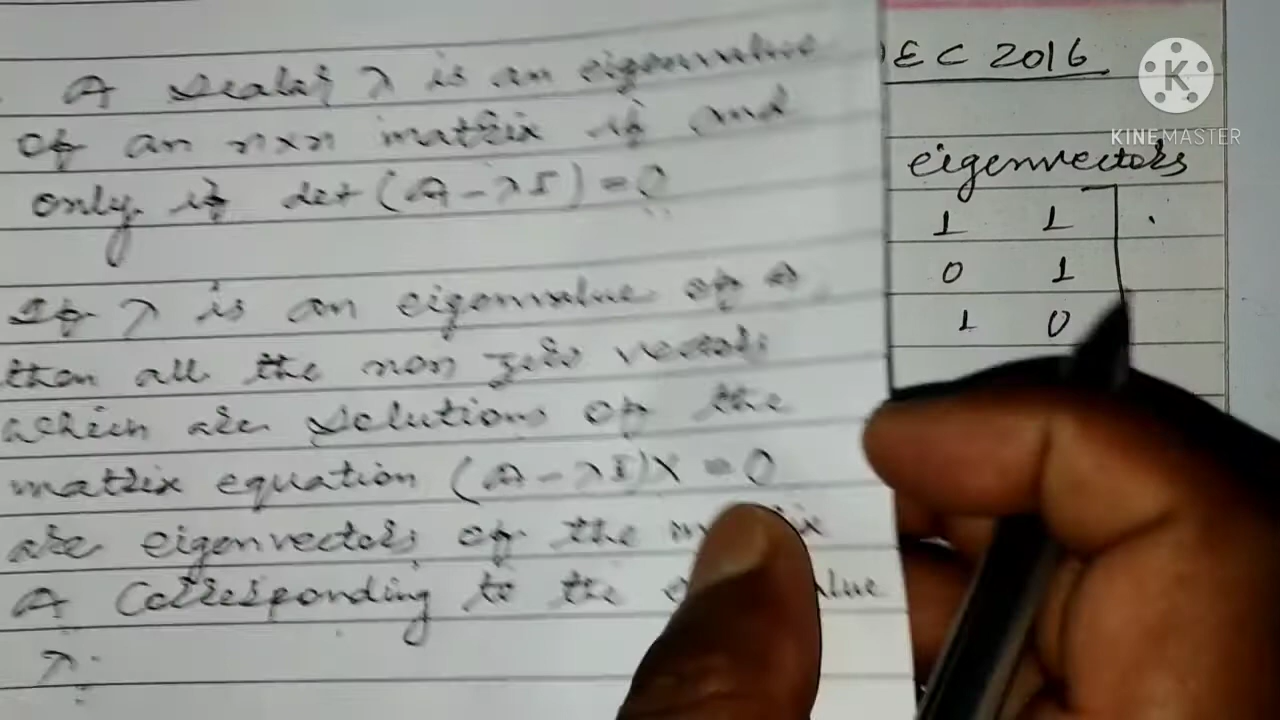 A scalar λ is an eigenvalue
of an n×n matrix if and
only if det (A-λI) = 0
If λ is an eigenvalue of A
then all the non zero vectors
which are solutions of the
matrix equation (A-λI)X = 0
are eigenvectors of the
A corresponding to the
λ.
EC 2016
KINEMASTER
eigenvectors
1 1
0 1
1 0